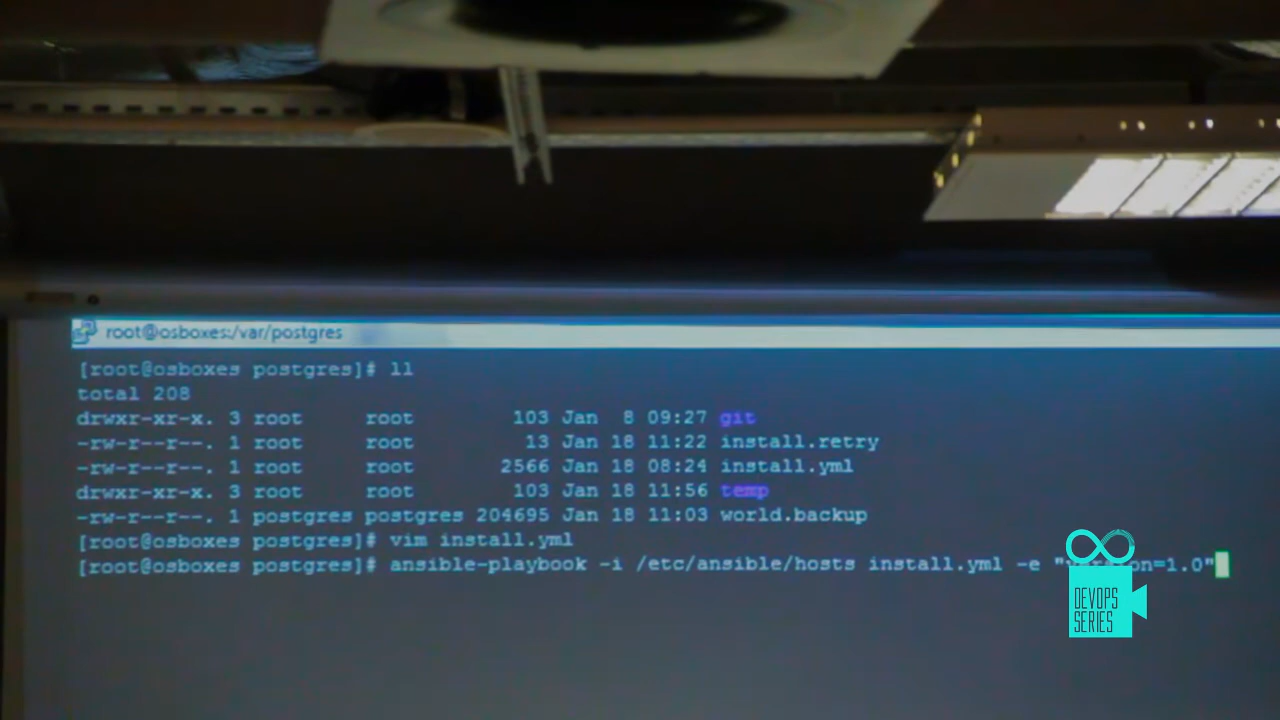 root@osboxes:/var/postgres
[root@osboxes postgres]# ll
total 208
drwxr-xr-x. 3 root root 103 Jan 8 09:27 git
-rw-r--r--. 1 root root 13 Jan 18 11:22 install.retry
-rw-r--r--. 1 root root 2566 Jan 18 08:24 install.yml
drwxr-xr-x. 3 root root 103 Jan 18 11:56 temp
-rw-r--r--. 1 postgres postgres 204695 Jan 18 11:03 world.backup
[root@osboxes postgres]# vim install.yml
[root@osboxes postgres]# ansible-playbook -i /etc/ansible/hosts install.yml -e
DEVOPS
SERIES